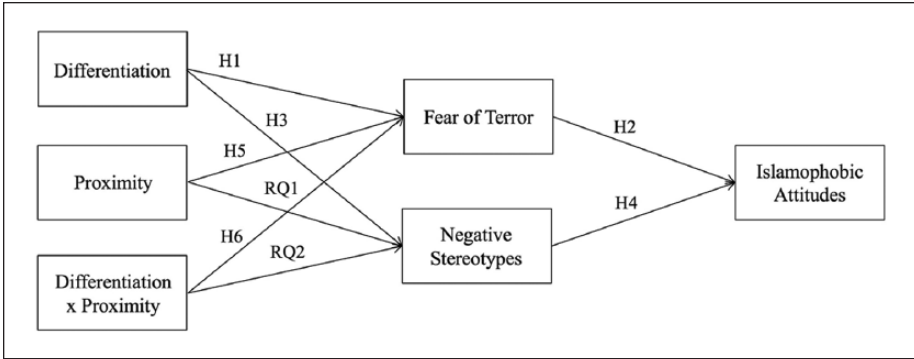 Differentiation
H1
H3
Fear of Terror
H2
H5
Proximity
RQ1
Islamophobic
Attitudes
H4
H6
RQ2
Negative
Stereotypes
Differentiation
x Proximity